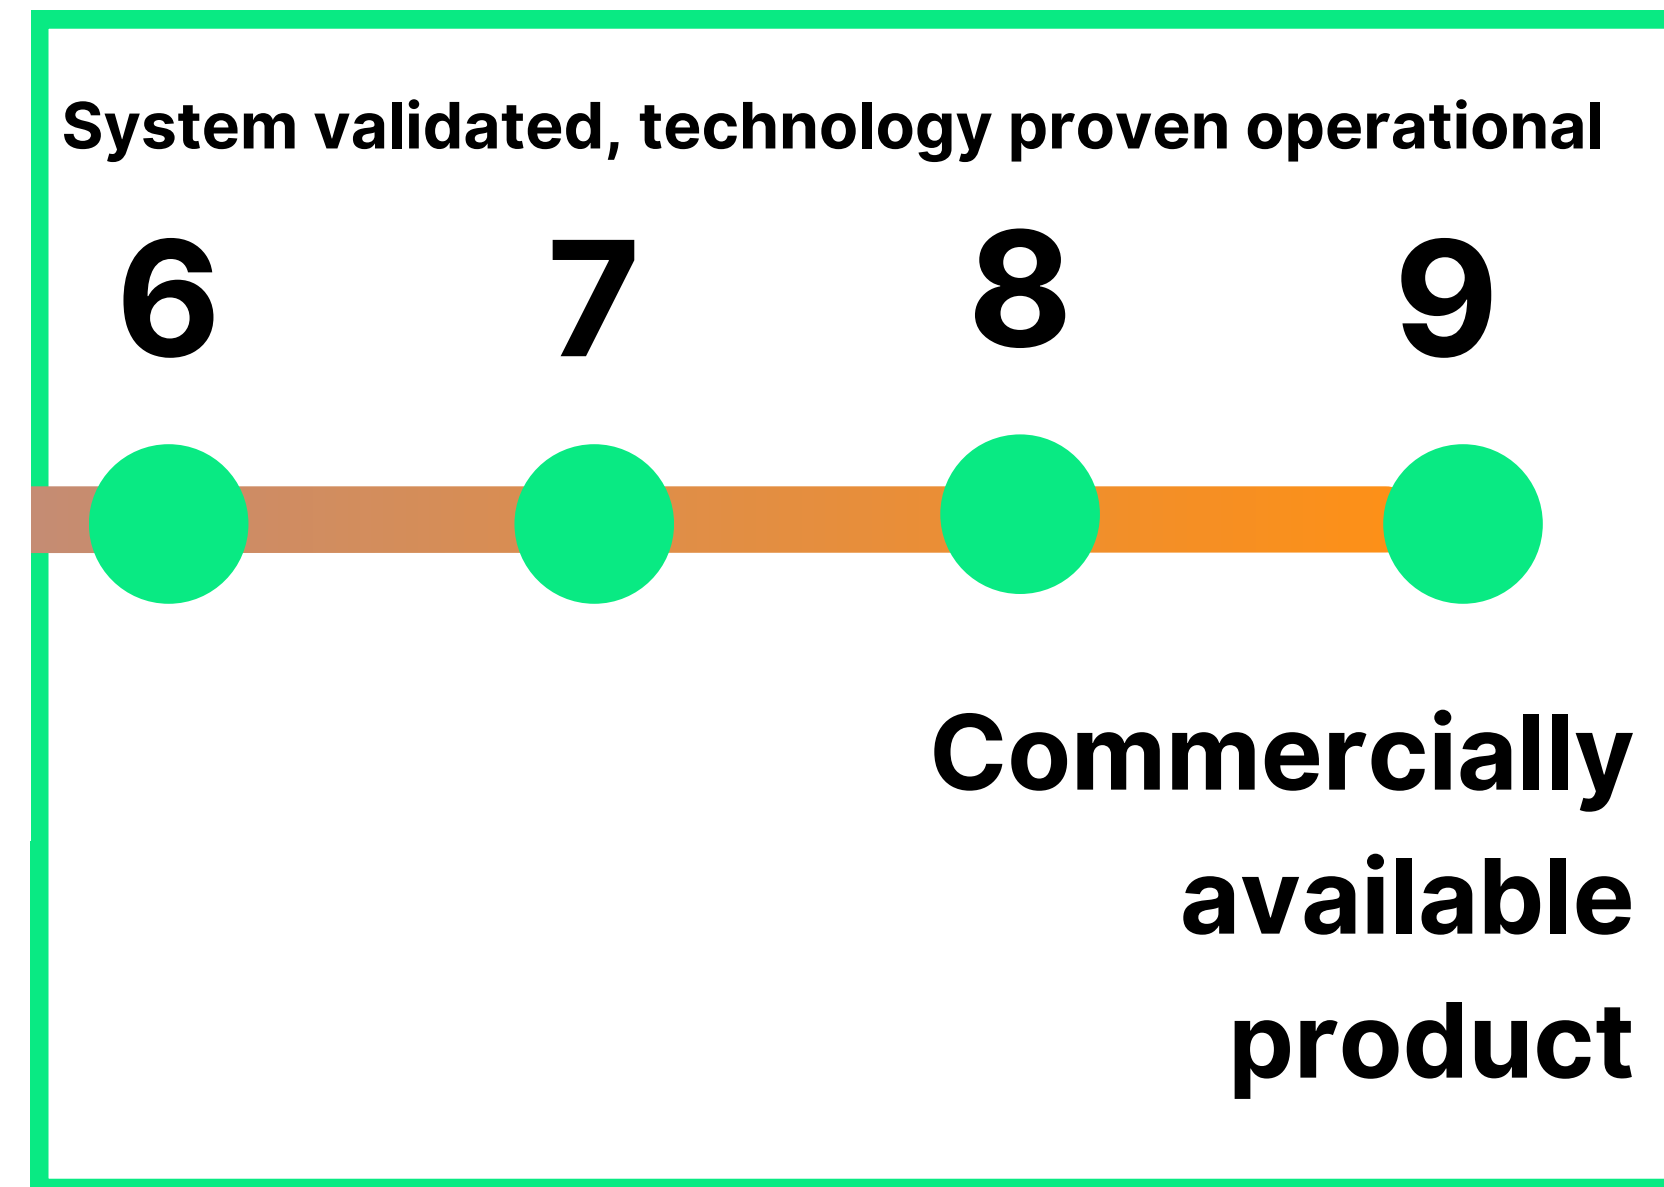 System validated, technology proven operational
6 7 8 9
Commercially
available
product